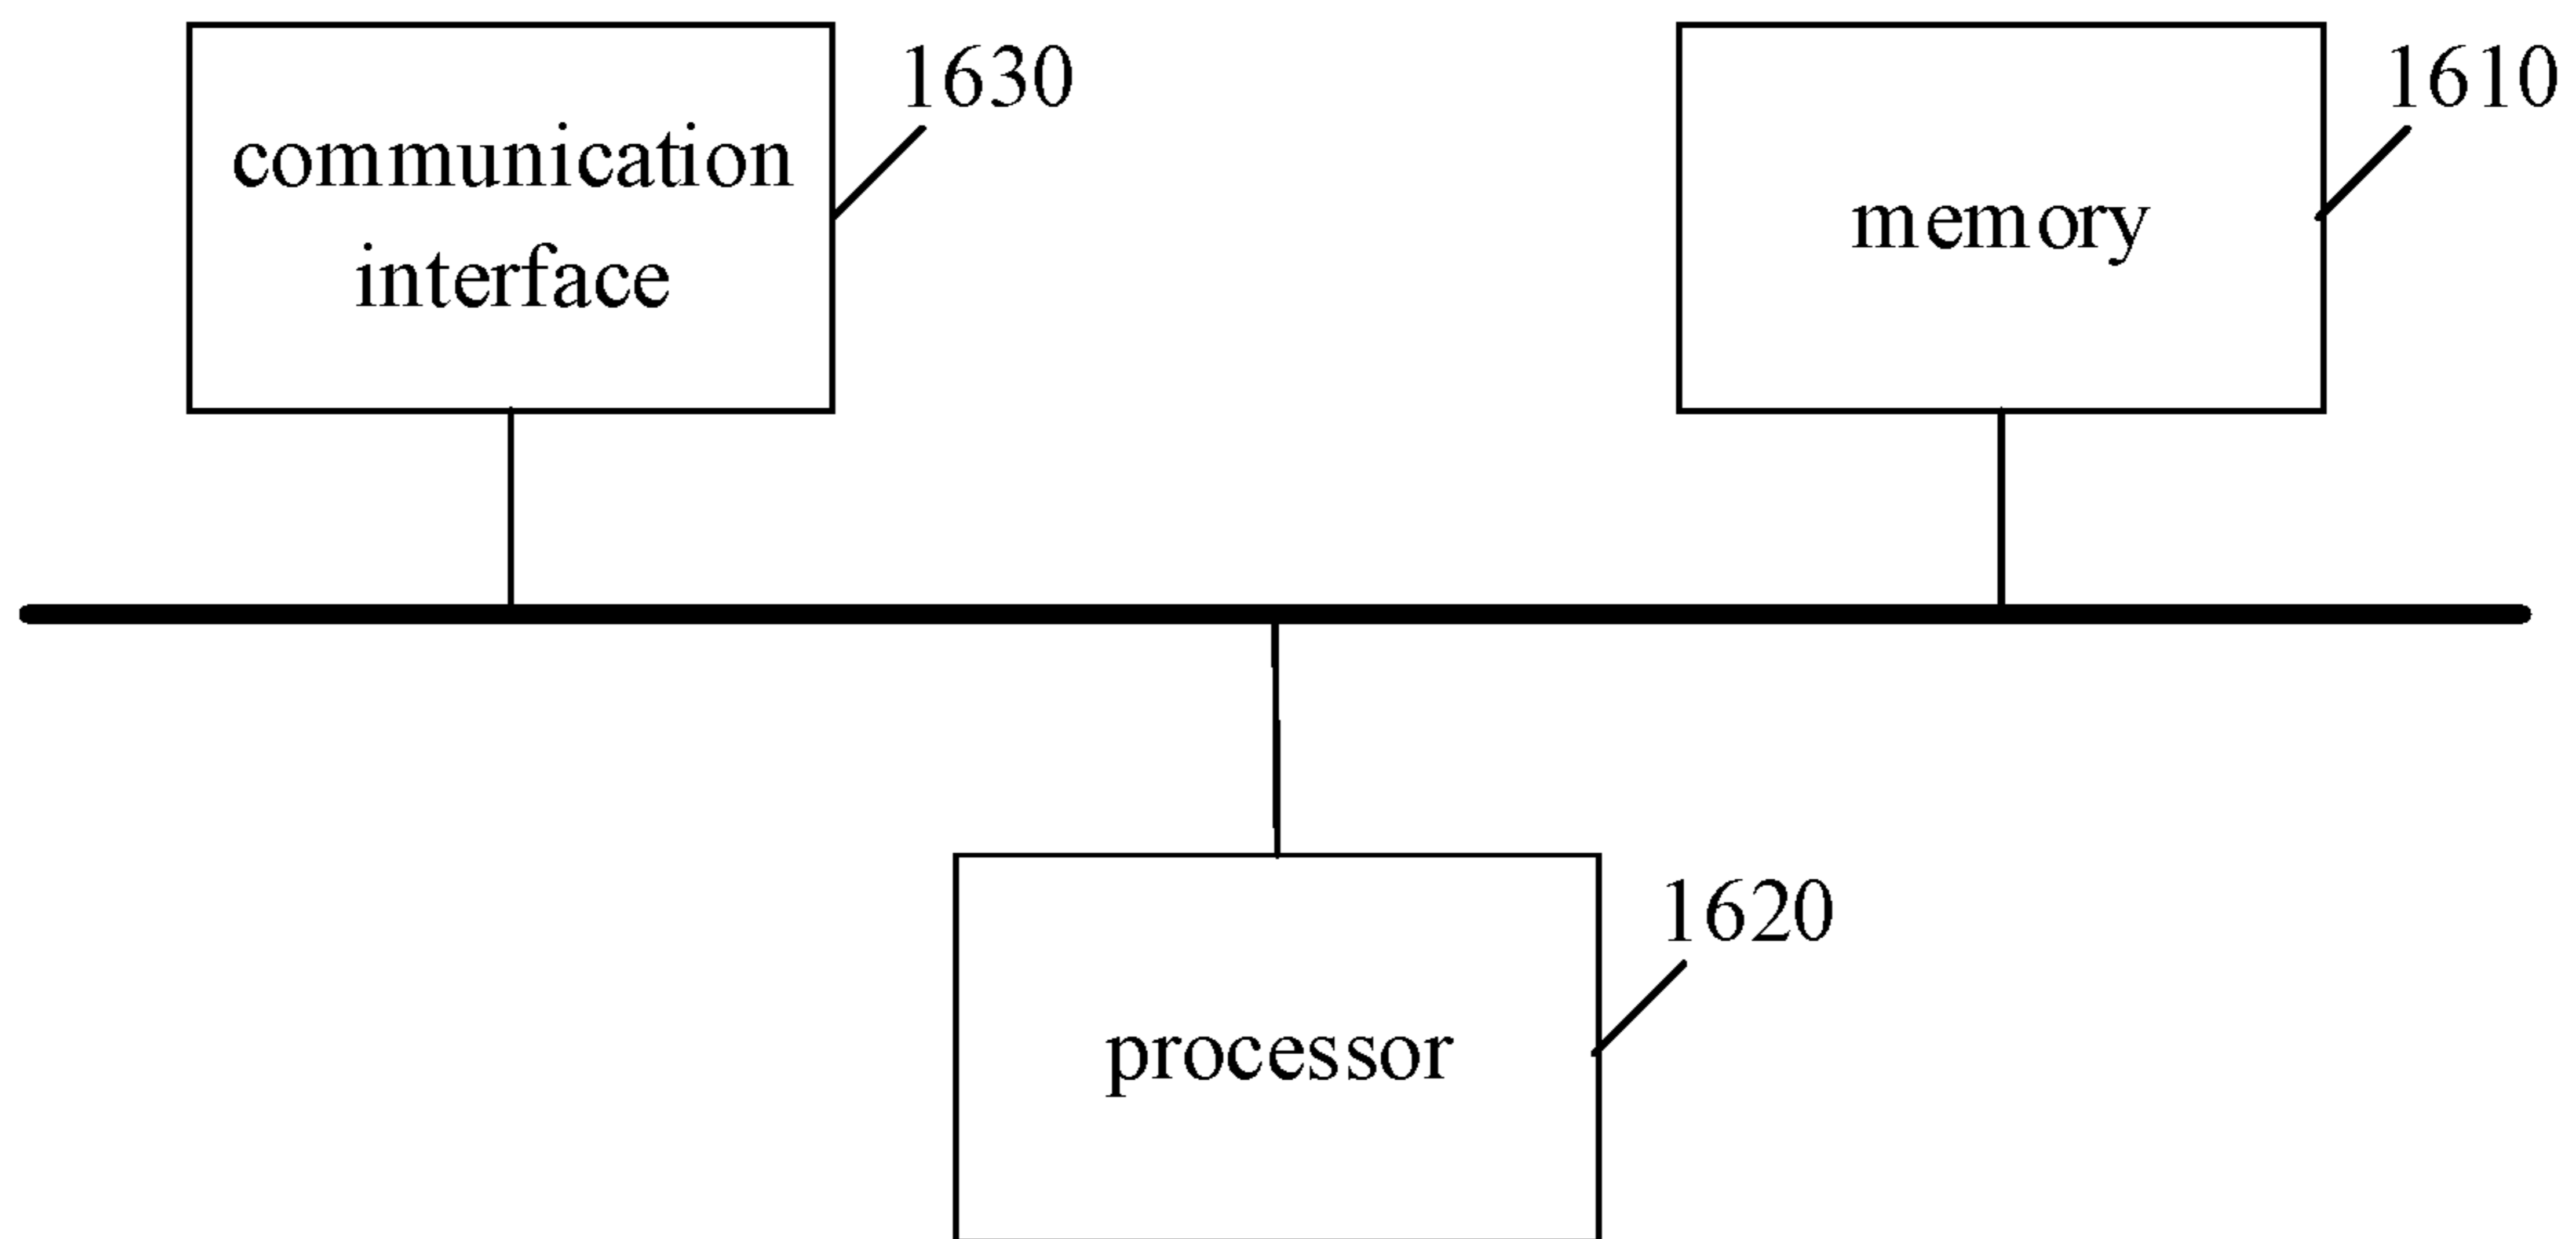 communication
interface
1630
memory
1610
processor
1620